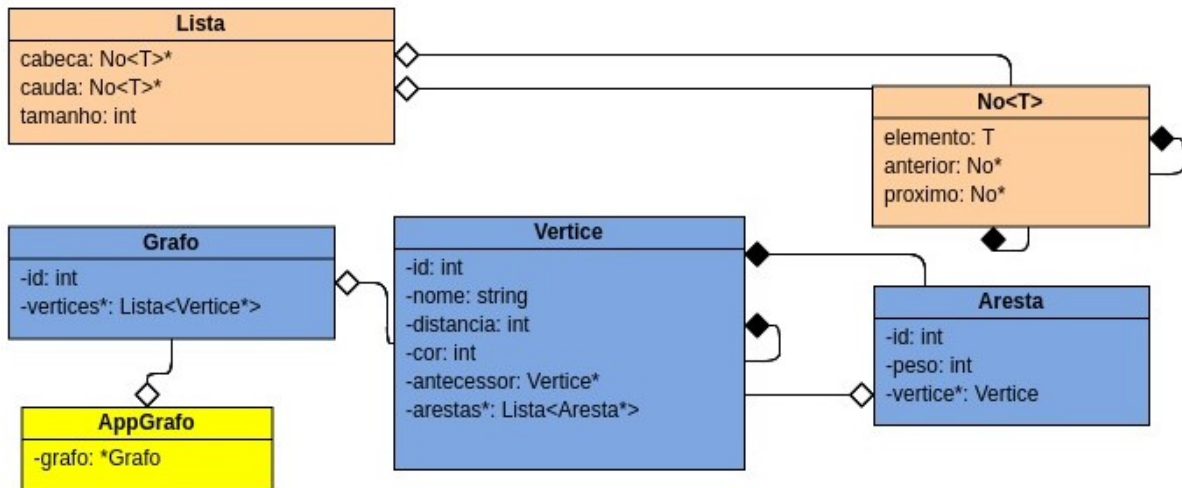 Lista
cabeca: No<T>*
cauda: No<T>*
tamanho: int
No<T>
elemento: T
anterior: No*
proximo: No*
Grafo
-id: int
-vertices*: Lista<Vertice*>
Vertice
-id: int
-nome: string
-distancia: int
-cor: int
-antecessor: Vertice*
-arestas*: Lista<Aresta*>
Aresta
-id: int
-peso: int
-vertice*: Vertice
AppGrafo
-grafo: *Grafo